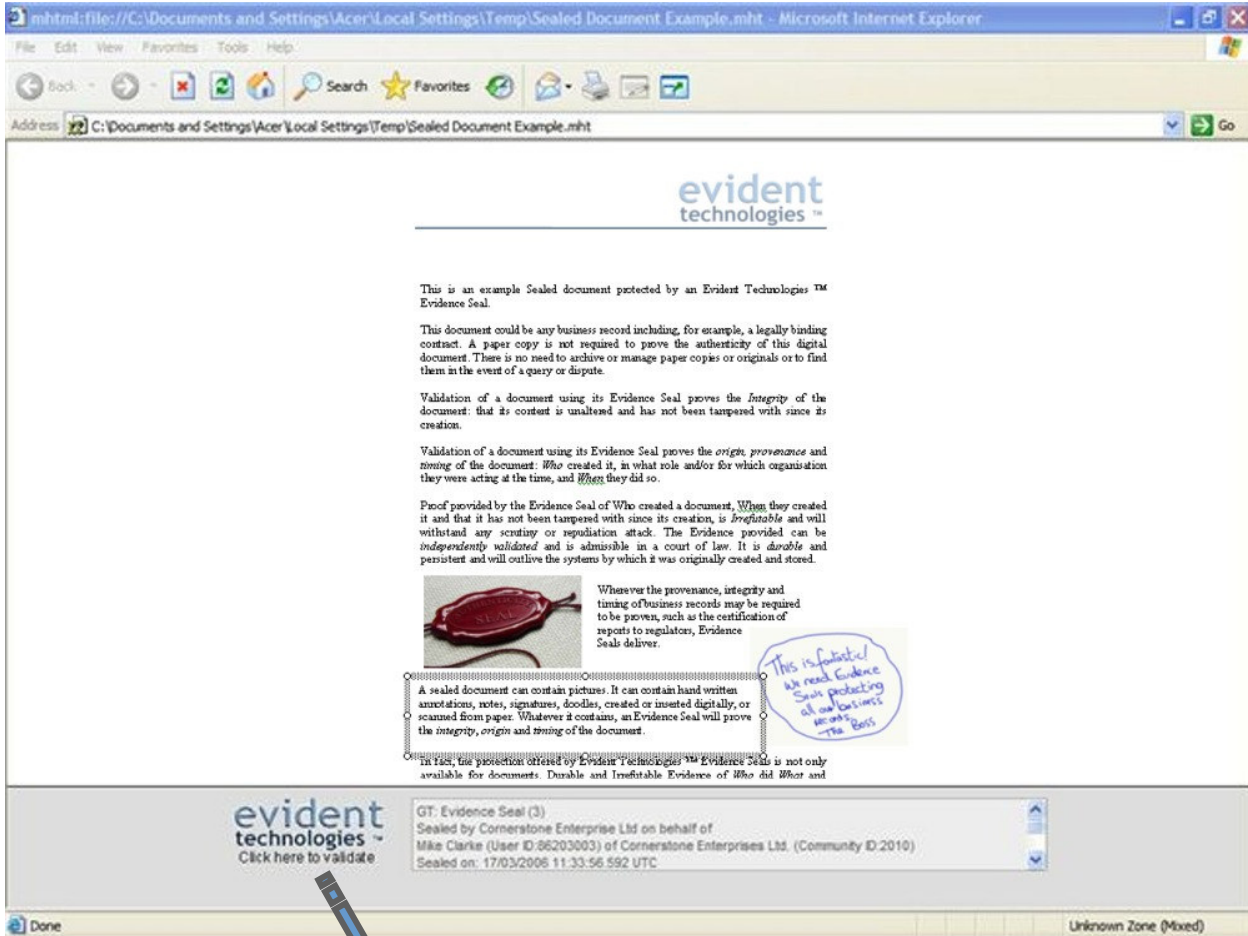 mhtml:file://C:\Documents and Settings\Acer\Local Settings\Temp\Sealed Document Example.mht - Microsoft Internet Explorer
File Edit View Favorites Tools Help
Back Search Favorites
Address C:\Documents and Settings\Acer\Local Settings\Temp\Sealed Document Example.mht Go
evident
technologies ™
This is an example Sealed document protected by an Evident Technologies ™
Evidence Seal.
This document could be any business record including, for example, a legally binding
contract. A paper copy is not required to prove the authenticity of this digital
document. There is no need to archive or manage paper copies or originals or to find
them in the event of a query or dispute.
Validation of a document using its Evidence Seal proves the Integrity of the
document: that its content is unaltered and has not been tampered with since its
creation.
Validation of a document using its Evidence Seal proves the origin, provenance and
timing of the document: Who created it, in what role and/or for which organisation
they were acting at the time, and When they did so.
Proof provided by the Evidence Seal of Who created a document, When they created
it and that it has not been tampered with since its creation, is Irrefutable and will
withstand any scrutiny or repudiation attack. The Evidence provided can be
independently validated and is admissible in a court of law. It is durable and
persistent and will outlive the systems by which it was originally created and stored.
SEAL
Wherever the provenance, integrity and
timing of business records may be required
to be proven, such as the certification of
reports to regulators, Evidence
Seals deliver.
This is fantastic!
We need Evidence
Seals protecting
all our business
records.
The Boss
A sealed document can contain pictures. It can contain hand written
annotations, notes, signatures, doodles, created or inserted digitally, or
scanned from paper. Whatever it contains, an Evidence Seal will prove
the integrity, origin and timing of the document.
In fact, the protection offered by Evident Technologies ™ Evidence Seals is not only
available for documents. Durable and Irrefutable Evidence of Who did What and
evident
technologies ™
Click here to validate
GT: Evidence Seal (3)
Sealed by Cornerstone Enterprise Ltd on behalf of
Mike Clarke (User ID:86203003) of Cornerstone Enterprises Ltd. (Community ID:2010)
Sealed on: 17/03/2006 11:33:56.592 UTC
Done Unknown Zone (Mixed)